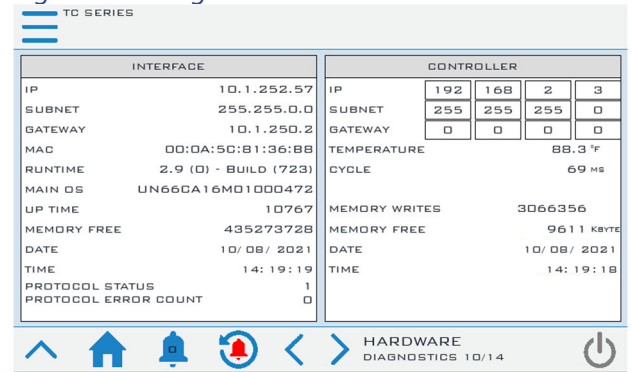 TC SERIES
INTERFACE
IP 10.1.252.57
SUBNET 255.255.0.0
GATEWAY 10.1.250.2
MAC 00:0A:5C:81:36:B8
RUNTIME 2.9 (0) - BUILD (723)
MAIN OS UN66CA16M01000472
UP TIME 10767
MEMORY FREE 435273728
DATE 10/08/2021
TIME 14:19:19
PROTOCOL STATUS 1
PROTOCOL ERROR COUNT 0
CONTROLLER
IP 192 168 2 3
SUBNET 255 255 255 0
GATEWAY 0 0 0 0
TEMPERATURE 88.3 °F
CYCLE 69 MS
MEMORY WRITES 3066356
MEMORY FREE 9611 KBYTE
DATE 10/08/2021
TIME 14:19:18
0
HARDWARE
DIAGNOSTICS 10/14